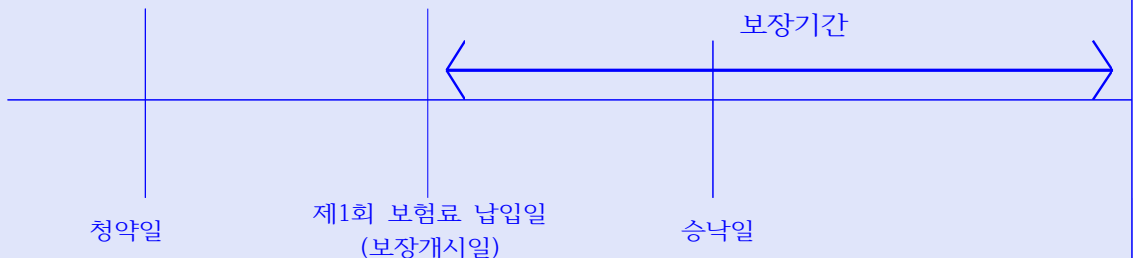 보장기간
청약일
제1회 보험료 납입일
(보장개시일)
승낙일